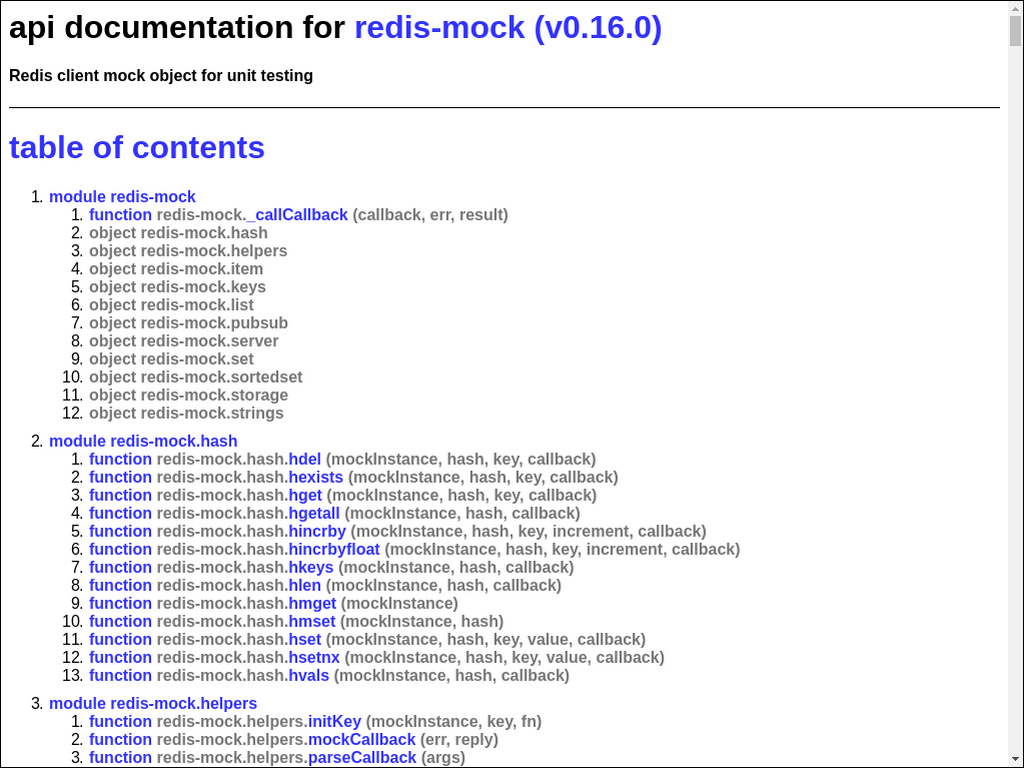 api documentation for redis-mock (v0.16.0)
Redis client mock object for unit testing
table of contents
1. module redis-mock
1. function redis-mock._callCallback (callback, err, result)
2. object redis-mock.hash
3. object redis-mock.helpers
4. object redis-mock.item
5. object redis-mock.keys
6. object redis-mock.list
7. object redis-mock.pubsub
8. object redis-mock.server
9. object redis-mock.set
10. object redis-mock.sortedset
11. object redis-mock.storage
12. object redis-mock.strings
2. module redis-mock.hash
1. function redis-mock.hash.hdel (mockInstance, hash, key, callback)
2. function redis-mock.hash.hexists (mockInstance, hash, key, callback)
3. function redis-mock.hash.hget (mockInstance, hash, key, callback)
4. function redis-mock.hash.hgetall (mockInstance, hash, callback)
5. function redis-mock.hash.hincrby (mockInstance, hash, key, increment, callback)
6. function redis-mock.hash.hincrbyfloat (mockInstance, hash, key, increment, callback)
7. function redis-mock.hash.hkeys (mockInstance, hash, callback)
8. function redis-mock.hash.hlen (mockInstance, hash, callback)
9. function redis-mock.hash.hmget (mockInstance)
10. function redis-mock.hash.hmset (mockInstance, hash)
11. function redis-mock.hash.hset (mockInstance, hash, key, value, callback)
12. function redis-mock.hash.hsetnx (mockInstance, hash, key, value, callback)
13. function redis-mock.hash.hvals (mockInstance, hash, callback)
3. module redis-mock.helpers
1. function redis-mock.helpers.initKey (mockInstance, key, fn)
2. function redis-mock.helpers.mockCallback (err, reply)
3. function redis-mock.helpers.parseCallback (args)